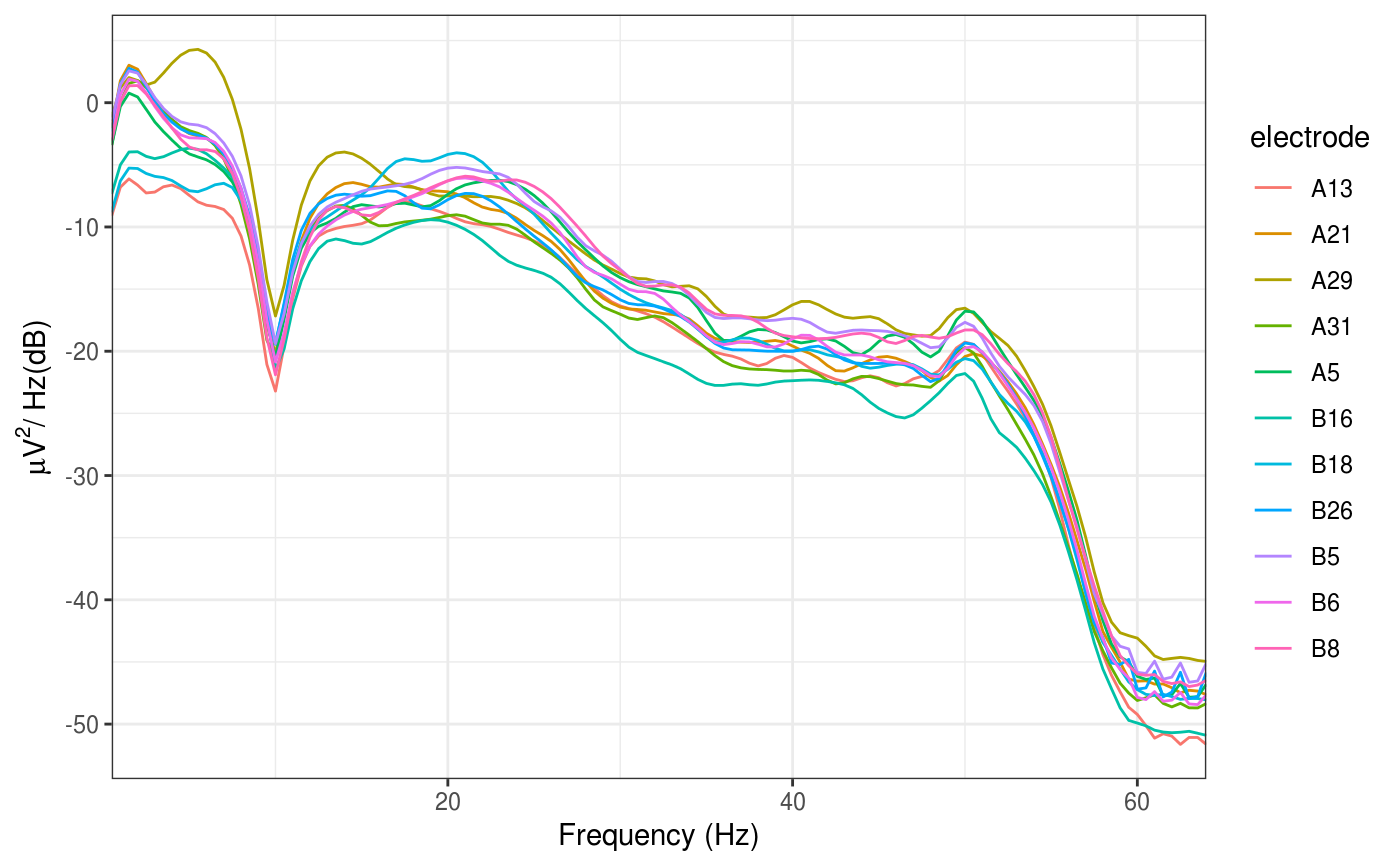 0
-10
-20
-30
-40
-50
20
40
60
Frequency (Hz)
μV²/ Hz(dB)
electrode
A13
A21
A29
A31
A5
B16
B18
B26
B5
B6
B8